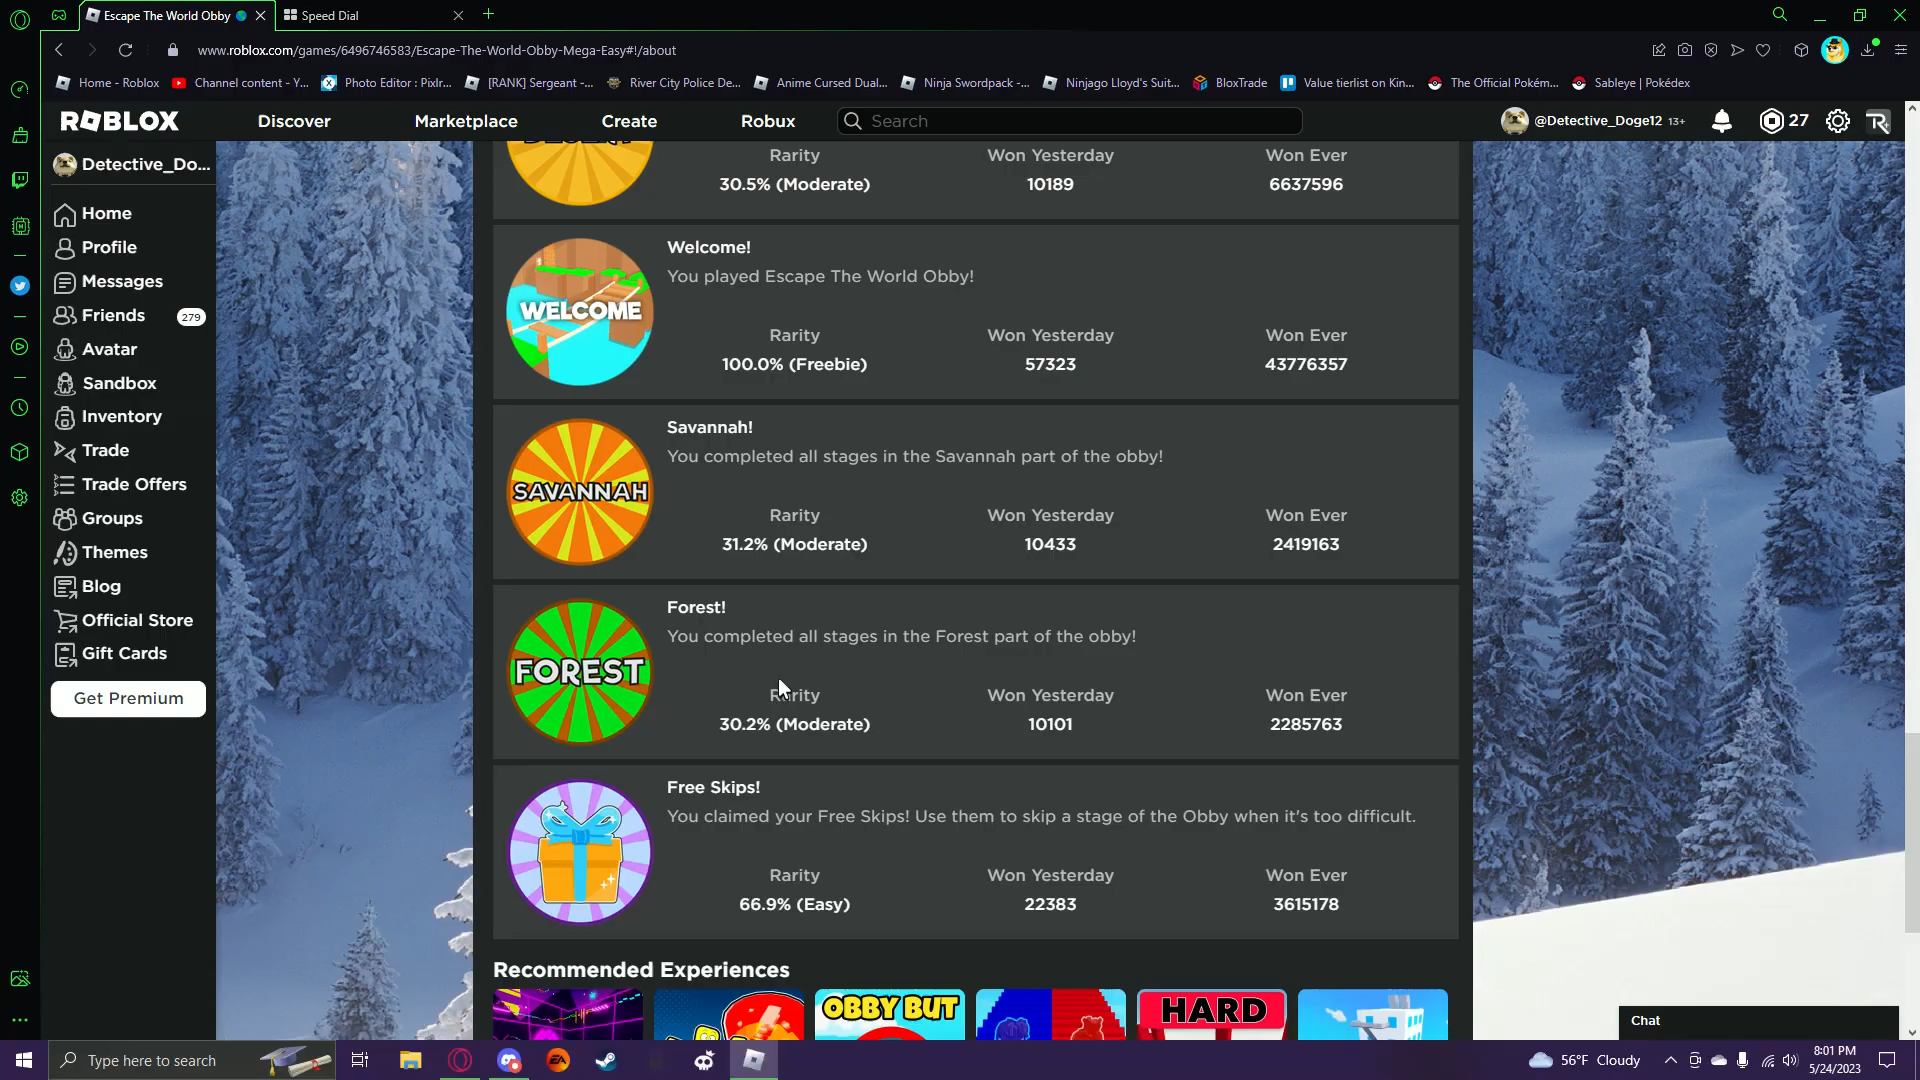 Escape The World Obby
Speed Dial
www.roblox.com/games/6496746583/Escape-The-World-Obby-Mega-Easy#!/about
Home - Roblox
Channel content - Y...
Photo Editor : Pixlr...
[RANK] Sergeant -...
River City Police De...
Anime Cursed Dual...
Ninja Swordpack -...
Ninjago Lloyd's Suit...
BloxTrade
Value tierlist on Kin...
The Official Pokém...
Sableye | Pokédex
ROBLOX
Discover
Marketplace
Create
Robux
Search
@Detective_Doge12 13+
27
Detective_Do...
Home
Profile
Messages
Friends 279
Avatar
Sandbox
Inventory
Trade
Trade Offers
Groups
Themes
Blog
Official Store
Gift Cards
Get Premium
Rarity Won Yesterday Won Ever
30.5% (Moderate) 10189 6637596
WELCOME
Welcome!
You played Escape The World Obby!
Rarity Won Yesterday Won Ever
100.0% (Freebie) 57323 43776357
SAVANNAH
Savannah!
You completed all stages in the Savannah part of the obby!
Rarity Won Yesterday Won Ever
31.2% (Moderate) 10433 2419163
FOREST
Forest!
You completed all stages in the Forest part of the obby!
Rarity Won Yesterday Won Ever
30.2% (Moderate) 10101 2285763
Free Skips!
You claimed your Free Skips! Use them to skip a stage of the Obby when it's too difficult.
Rarity Won Yesterday Won Ever
66.9% (Easy) 22383 3615178
Recommended Experiences
OBBY BUT
HARD
Chat
Type here to search
EA
56°F Cloudy
8:01 PM
5/24/2023